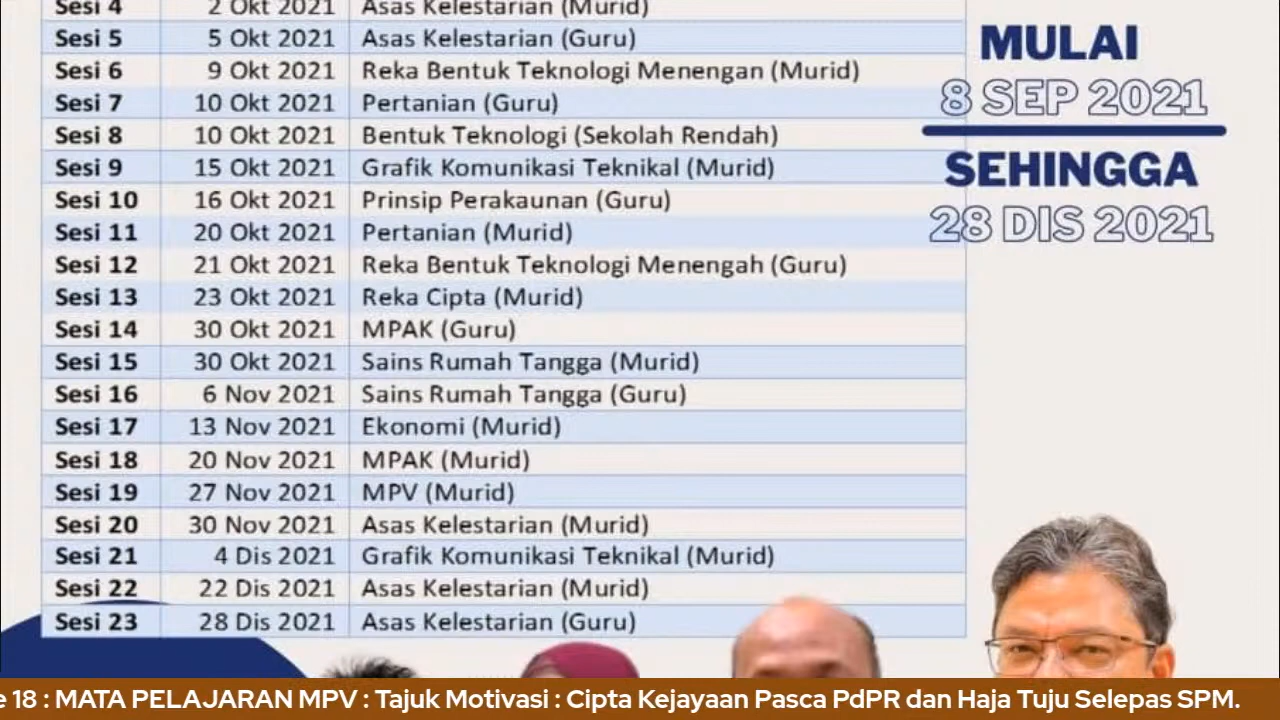 Sesi 4 2 Okt 2021 Asas Kelestarian (Murid)
Sesi 5 5 Okt 2021 Asas Kelestarian (Guru)
Sesi 6 9 Okt 2021 Reka Bentuk Teknologi Menengan (Murid)
Sesi 7 10 Okt 2021 Pertanian (Guru)
Sesi 8 10 Okt 2021 Bentuk Teknologi (Sekolah Rendah)
Sesi 9 15 Okt 2021 Grafik Komunikasi Teknikal (Murid)
Sesi 10 16 Okt 2021 Prinsip Perakaunan (Guru)
Sesi 11 20 Okt 2021 Pertanian (Murid)
Sesi 12 21 Okt 2021 Reka Bentuk Teknologi Menengah (Guru)
Sesi 13 23 Okt 2021 Reka Cipta (Murid)
Sesi 14 30 Okt 2021 MPAK (Guru)
Sesi 15 30 Okt 2021 Sains Rumah Tangga (Murid)
Sesi 16 6 Nov 2021 Sains Rumah Tangga (Guru)
Sesi 17 13 Nov 2021 Ekonomi (Murid)
Sesi 18 20 Nov 2021 MPAK (Murid)
Sesi 19 27 Nov 2021 MPV (Murid)
Sesi 20 30 Nov 2021 Asas Kelestarian (Murid)
Sesi 21 4 Dis 2021 Grafik Komunikasi Teknikal (Murid)
Sesi 22 22 Dis 2021 Asas Kelestarian (Murid)
Sesi 23 28 Dis 2021 Asas Kelestarian (Guru)
MULAI
8 SEP 2021
SEHINGGA
28 DIS 2021
e 18 : MATA PELAJARAN MPV : Tajuk Motivasi : Cipta Kejayaan Pasca PdPR dan Haja Tuju Selepas SPM.